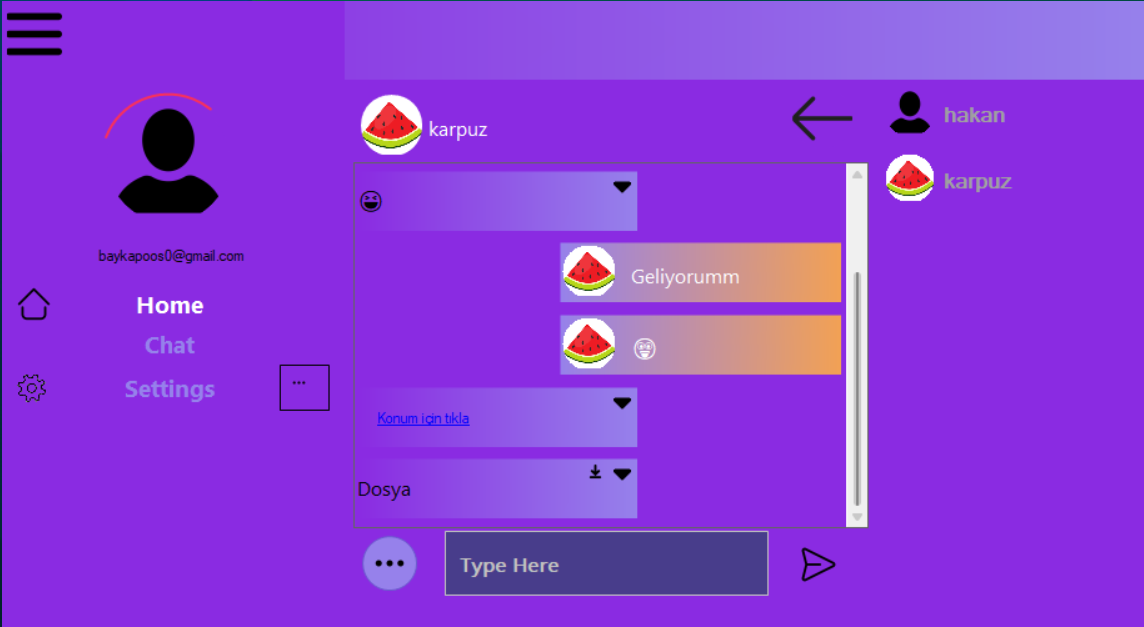 baykapoos0@gmail.com
Home
Chat
Settings
...
karpuz
Geliyorumm
Konum için tıkla
Dosya
Type Here
hakan
karpuz